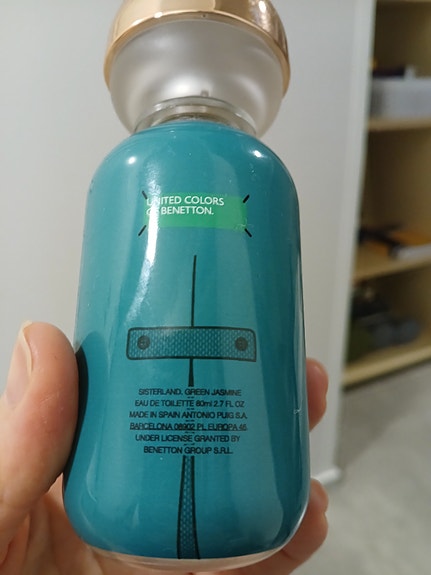 UNITED COLORS
OF BENETTON.
SISTERLAND. GREEN JASMINE
EAU DE TOILETTE 80ml 2.7 FL OZ
MADE IN SPAIN ANTONIO PUIG S.A.
BARCELONA 08902 PL. EUROPA 46.
UNDER LICENSE GRANTED BY
BENETTON GROUP S.R.L.